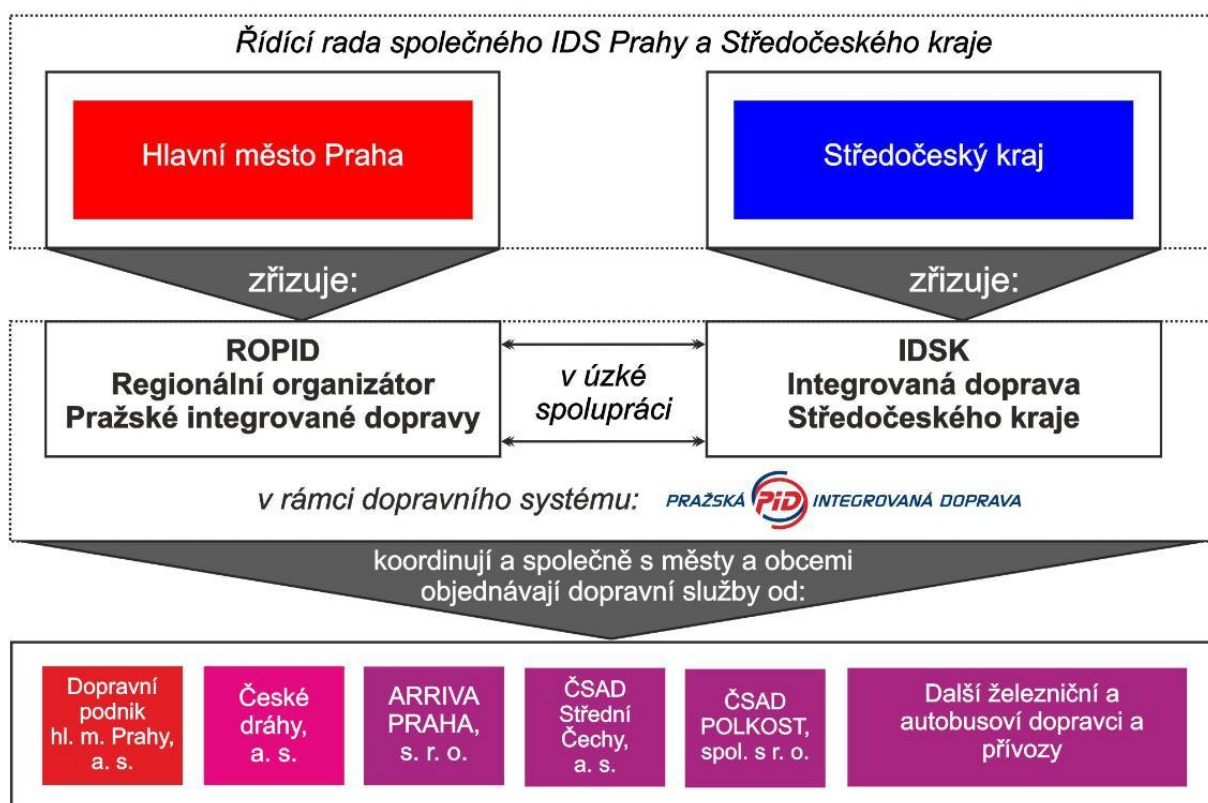 Řídící rada společného IDS Prahy a Středočeského kraje
Hlavní město Praha
Středočeský kraj
zřizuje:
zřizuje:
ROPID
Regionální organizátor
Pražské integrované dopravy
v úzké
spolupráci
IDSK
Integrovaná doprava
Středočeského kraje
v rámci dopravního systému:
PRAŽSKÁ PID INTEGROVANÁ DOPRAVA
koordinují a společně s městy a obcemi
objednávají dopravní služby od:
Dopravní
podnik
hl. m. Prahy,
a. s.
České
dráhy,
a. s.
ARRIVA
PRAHA,
s. r. o.
ČSAD
Střední
Čechy,
a. s.
ČSAD
POLKOST,
spol. s r. o.
Další železniční a
autobusoví dopravci a
přívozy